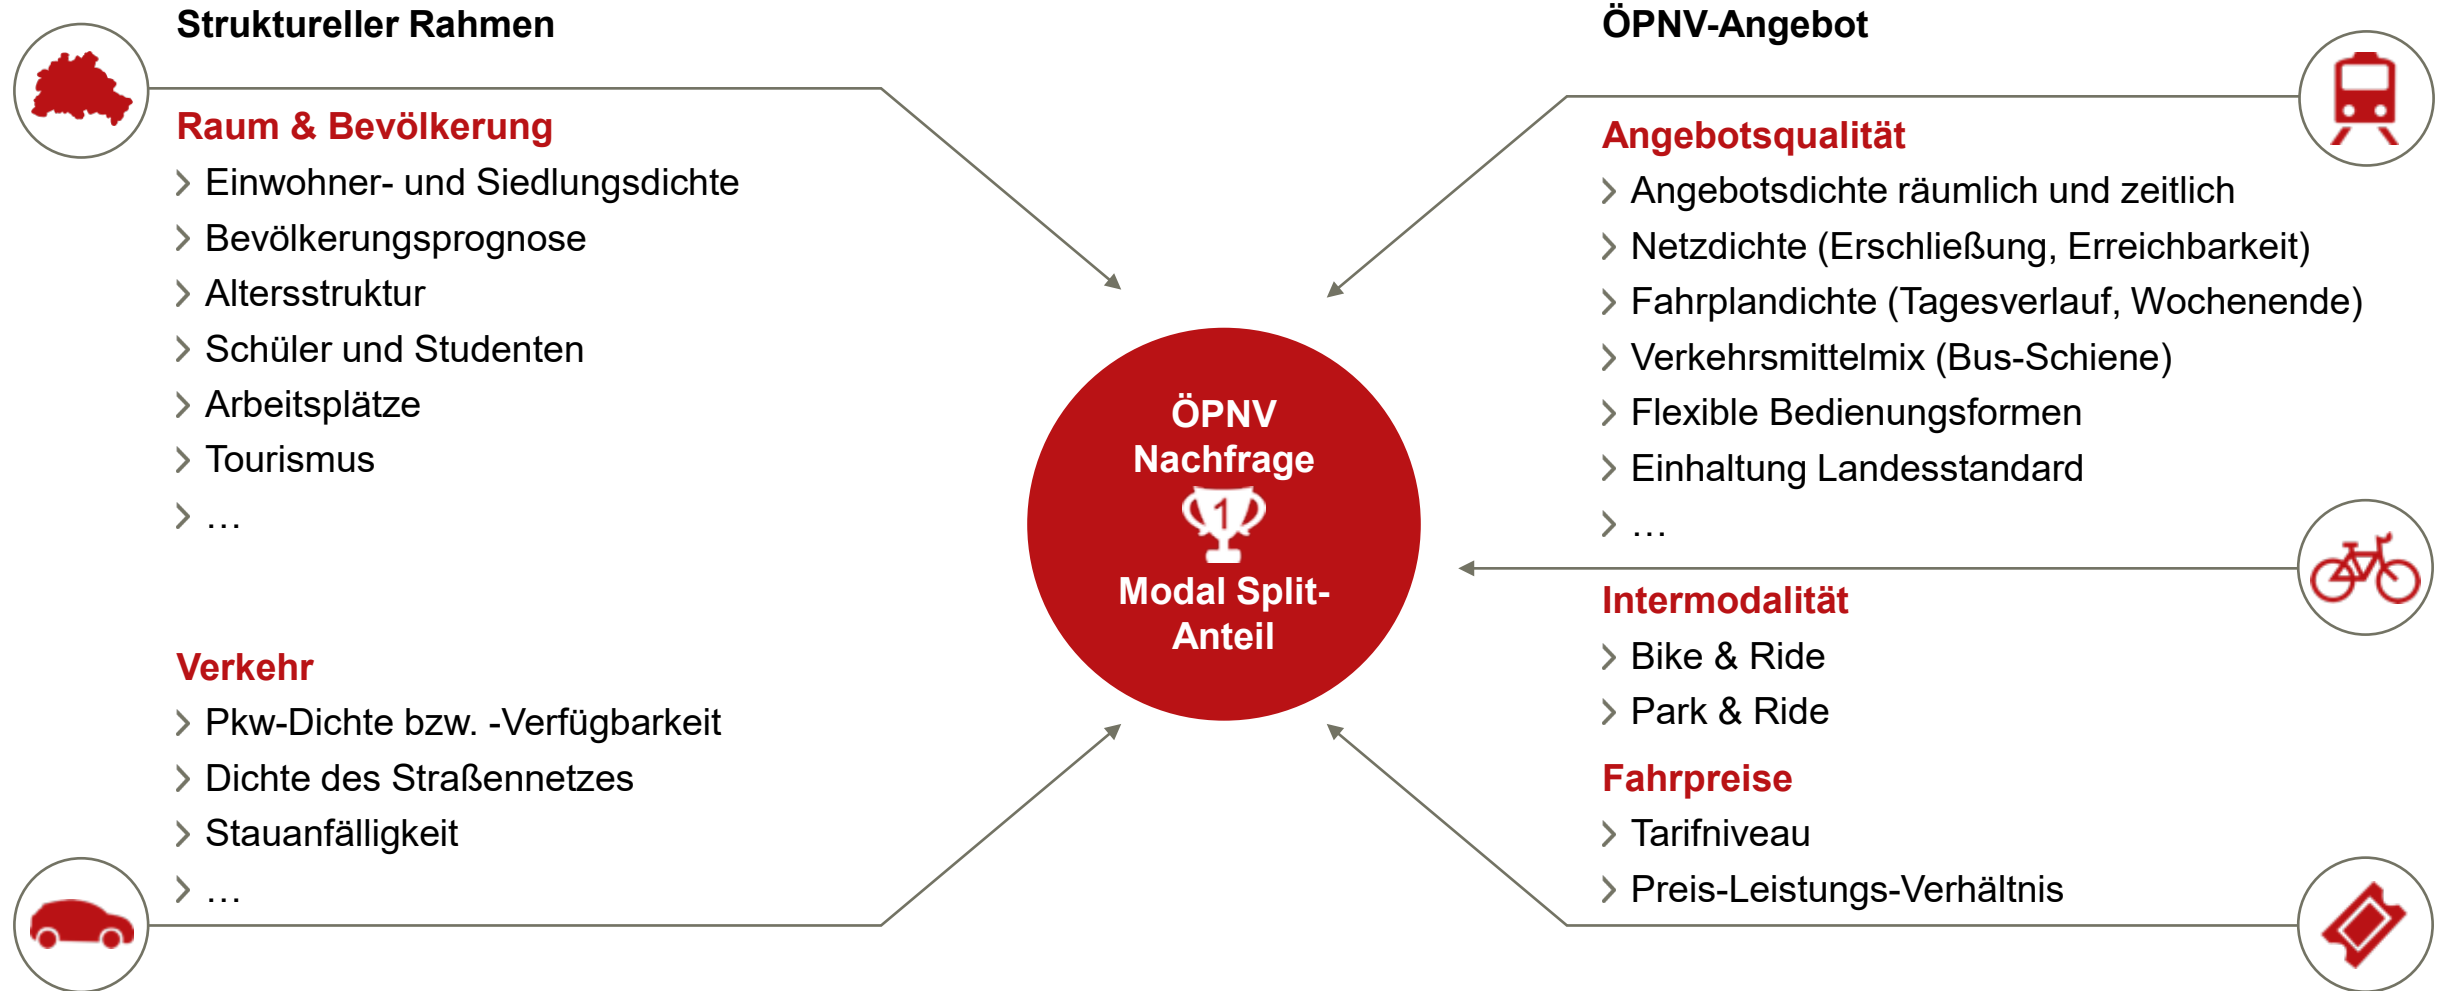 Struktureller Rahmen
Raum & Bevölkerung
Einwohner- und Siedlungsdichte
Bevölkerungsprognose
Altersstruktur
Schüler und Studenten
Arbeitsplätze
Tourismus
…
Verkehr
Pkw-Dichte bzw. -Verfügbarkeit
Dichte des Straßennetzes
Stauanfälligkeit
…
ÖPNV
Nachfrage
1
Modal Split-
Anteil
ÖPNV-Angebot
Angebotsqualität
Angebotsdichte räumlich und zeitlich
Netzdichte (Erschließung, Erreichbarkeit)
Fahrplandichte (Tagesverlauf, Wochenende)
Verkehrsmittelmix (Bus-Schiene)
Flexible Bedienungsformen
Einhaltung Landesstandard
…
Intermodalität
Bike & Ride
Park & Ride
Fahrpreise
Tarifniveau
Preis-Leistungs-Verhältnis